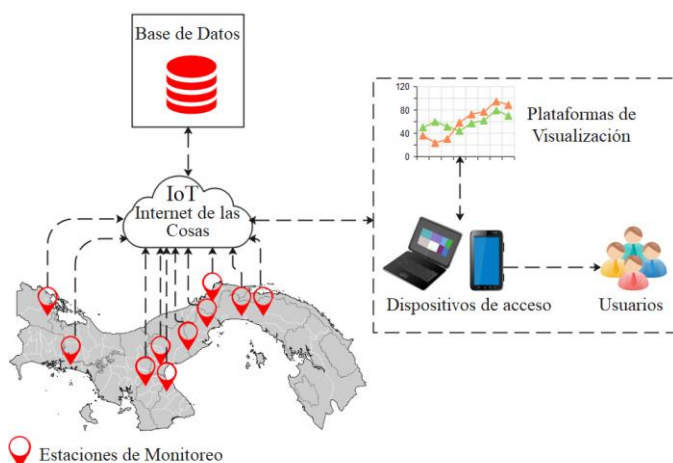 Base de Datos
IoT
Internet de las
Cosas
120
80
40
0
Plataformas de
Visualización
Dispositivos de acceso
Usuarios
Estaciones de Monitoreo